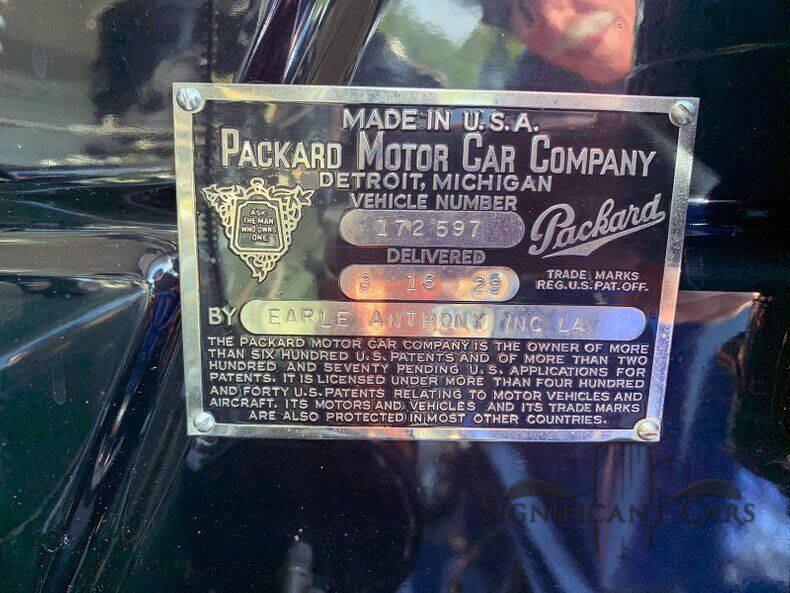 MADE IN U.S.A.
PACKARD MOTOR CAR COMPANY
DETROIT, MICHIGAN
VEHICLE NUMBER
172597
DELIVERED
9 16 29
BY EARLE ANTHONY INC LA
ASK
THE MAN
WHO OWNS
ONE
Packard
TRADE MARKS
REG.U.S.PAT.OFF.
THE PACKARD MOTOR CAR COMPANY IS THE OWNER OF MORE
THAN SIX HUNDRED U.S. PATENTS AND OF MORE THAN TWO
HUNDRED AND SEVENTY PENDING U.S. APPLICATIONS FOR
PATENTS. IT IS LICENSED UNDER MORE THAN FOUR HUNDRED
AND FORTY U.S. PATENTS RELATING TO MOTOR VEHICLES AND
AIRCRAFT. ITS MOTORS AND VEHICLES AND ITS TRADE MARKS
ARE ALSO PROTECTED IN MOST OTHER COUNTRIES.
SIGNIFICANT CARS